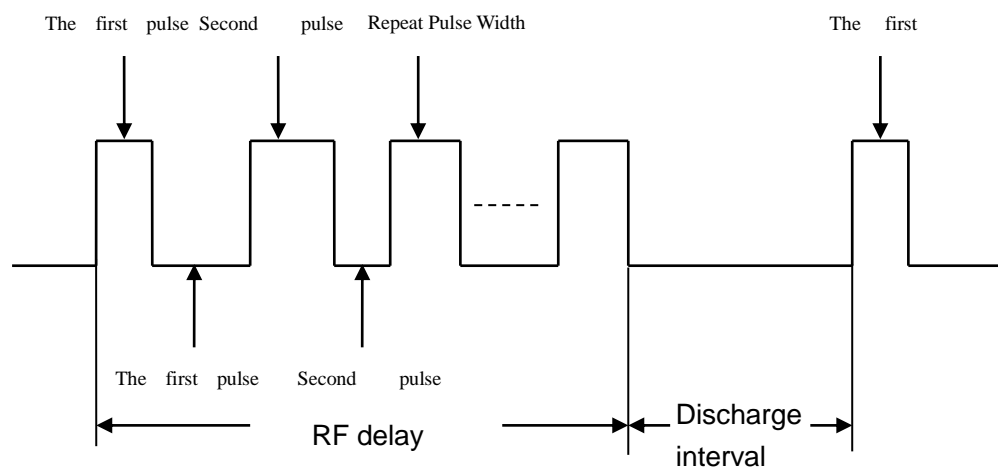 The first pulse Second pulse Repeat Pulse Width The first
The first pulse Second pulse
RF delay
Discharge
interval